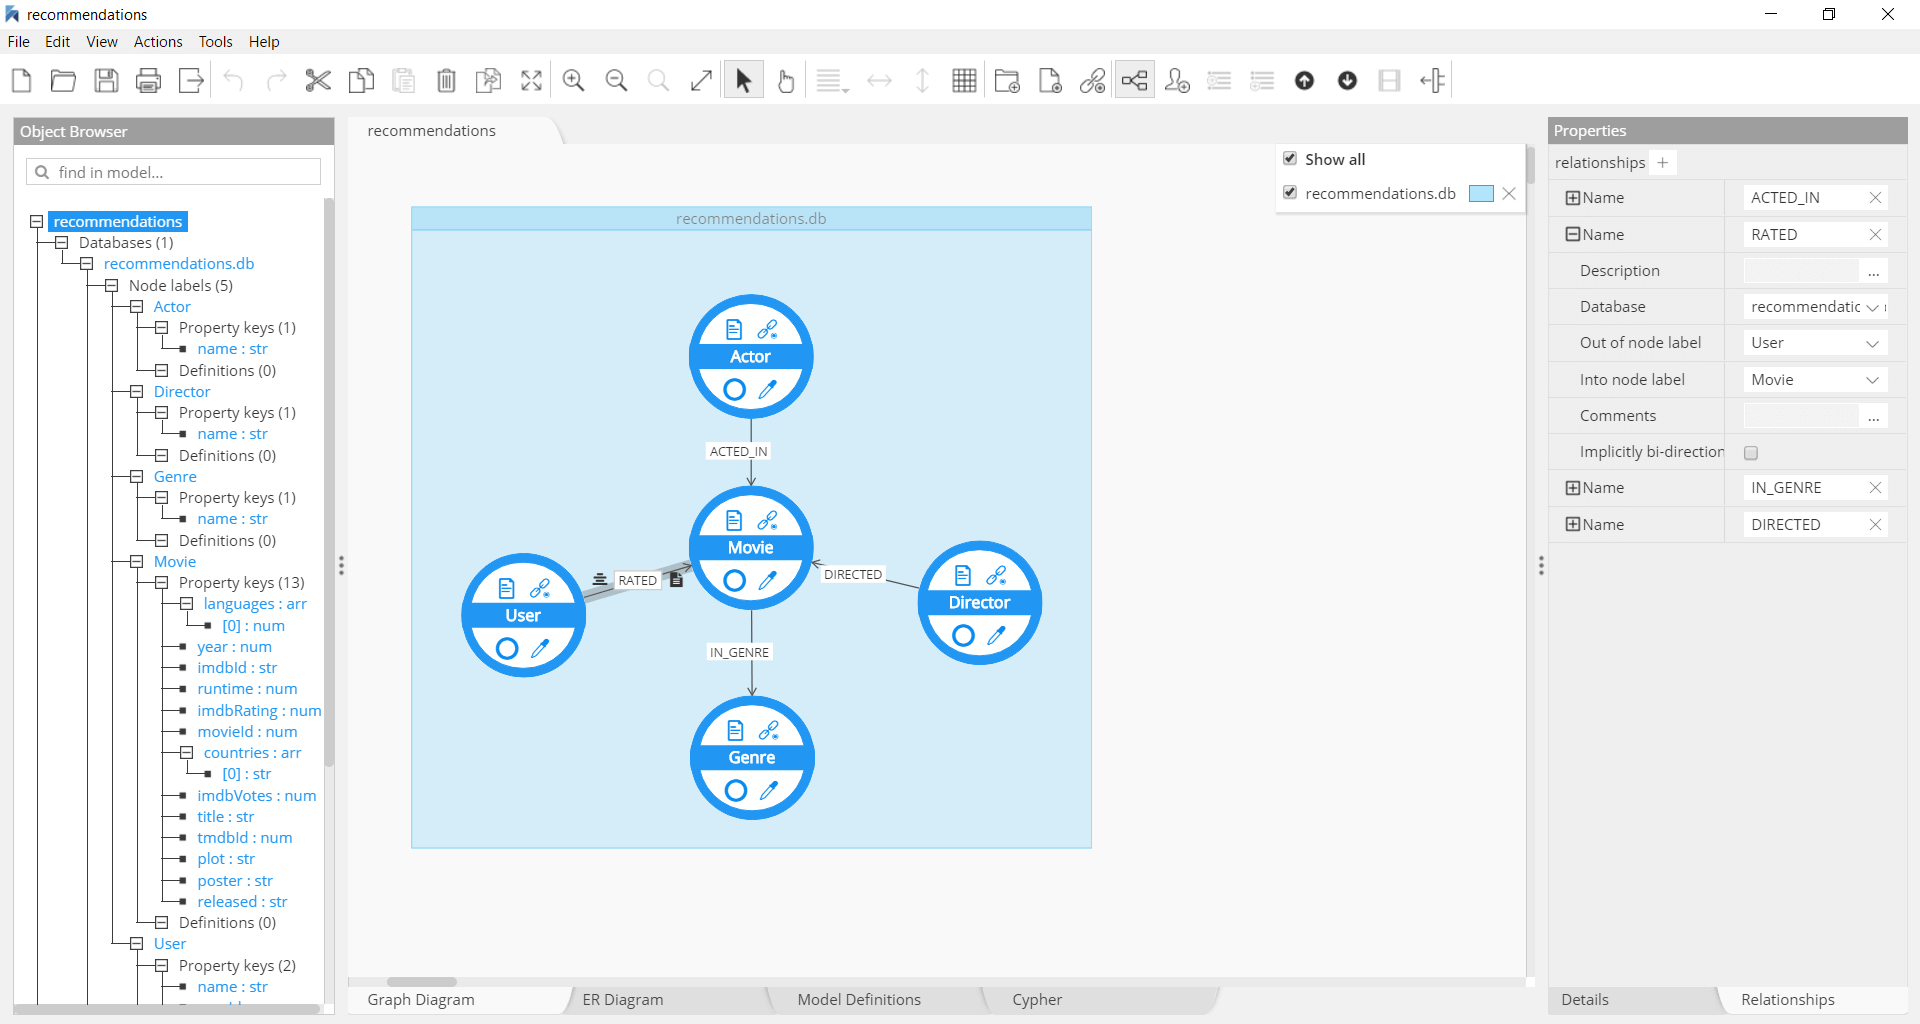 recommendations
File Edit View Actions Tools Help
Object Browser
find in model...
recommendations
Databases (1)
recommendations.db
Node labels (5)
Actor
Property keys (1)
name : str
Definitions (0)
Director
Property keys (1)
name : str
Definitions (0)
Genre
Property keys (1)
name : str
Definitions (0)
Movie
Property keys (13)
languages : arr
[0] : num
year : num
imdbId : str
runtime : num
imdbRating : num
movieId : num
countries : arr
[0] : str
imdbVotes : num
title : str
tmdbId : num
plot : str
poster : str
released : str
Definitions (0)
User
Property keys (2)
name : str
recommendations
Show all
recommendations.db
recommendations.db
Actor
ACTED_IN
Movie
RATED
DIRECTED
User
Director
IN_GENRE
Genre
Graph Diagram ER Diagram Model Definitions Cypher
Properties
relationships +
Name ACTED_IN
Name RATED
Description ...
Database recommendatic
Out of node label User
Into node label Movie
Comments ...
Implicitly bi-direction
Name IN_GENRE
Name DIRECTED
Details Relationships